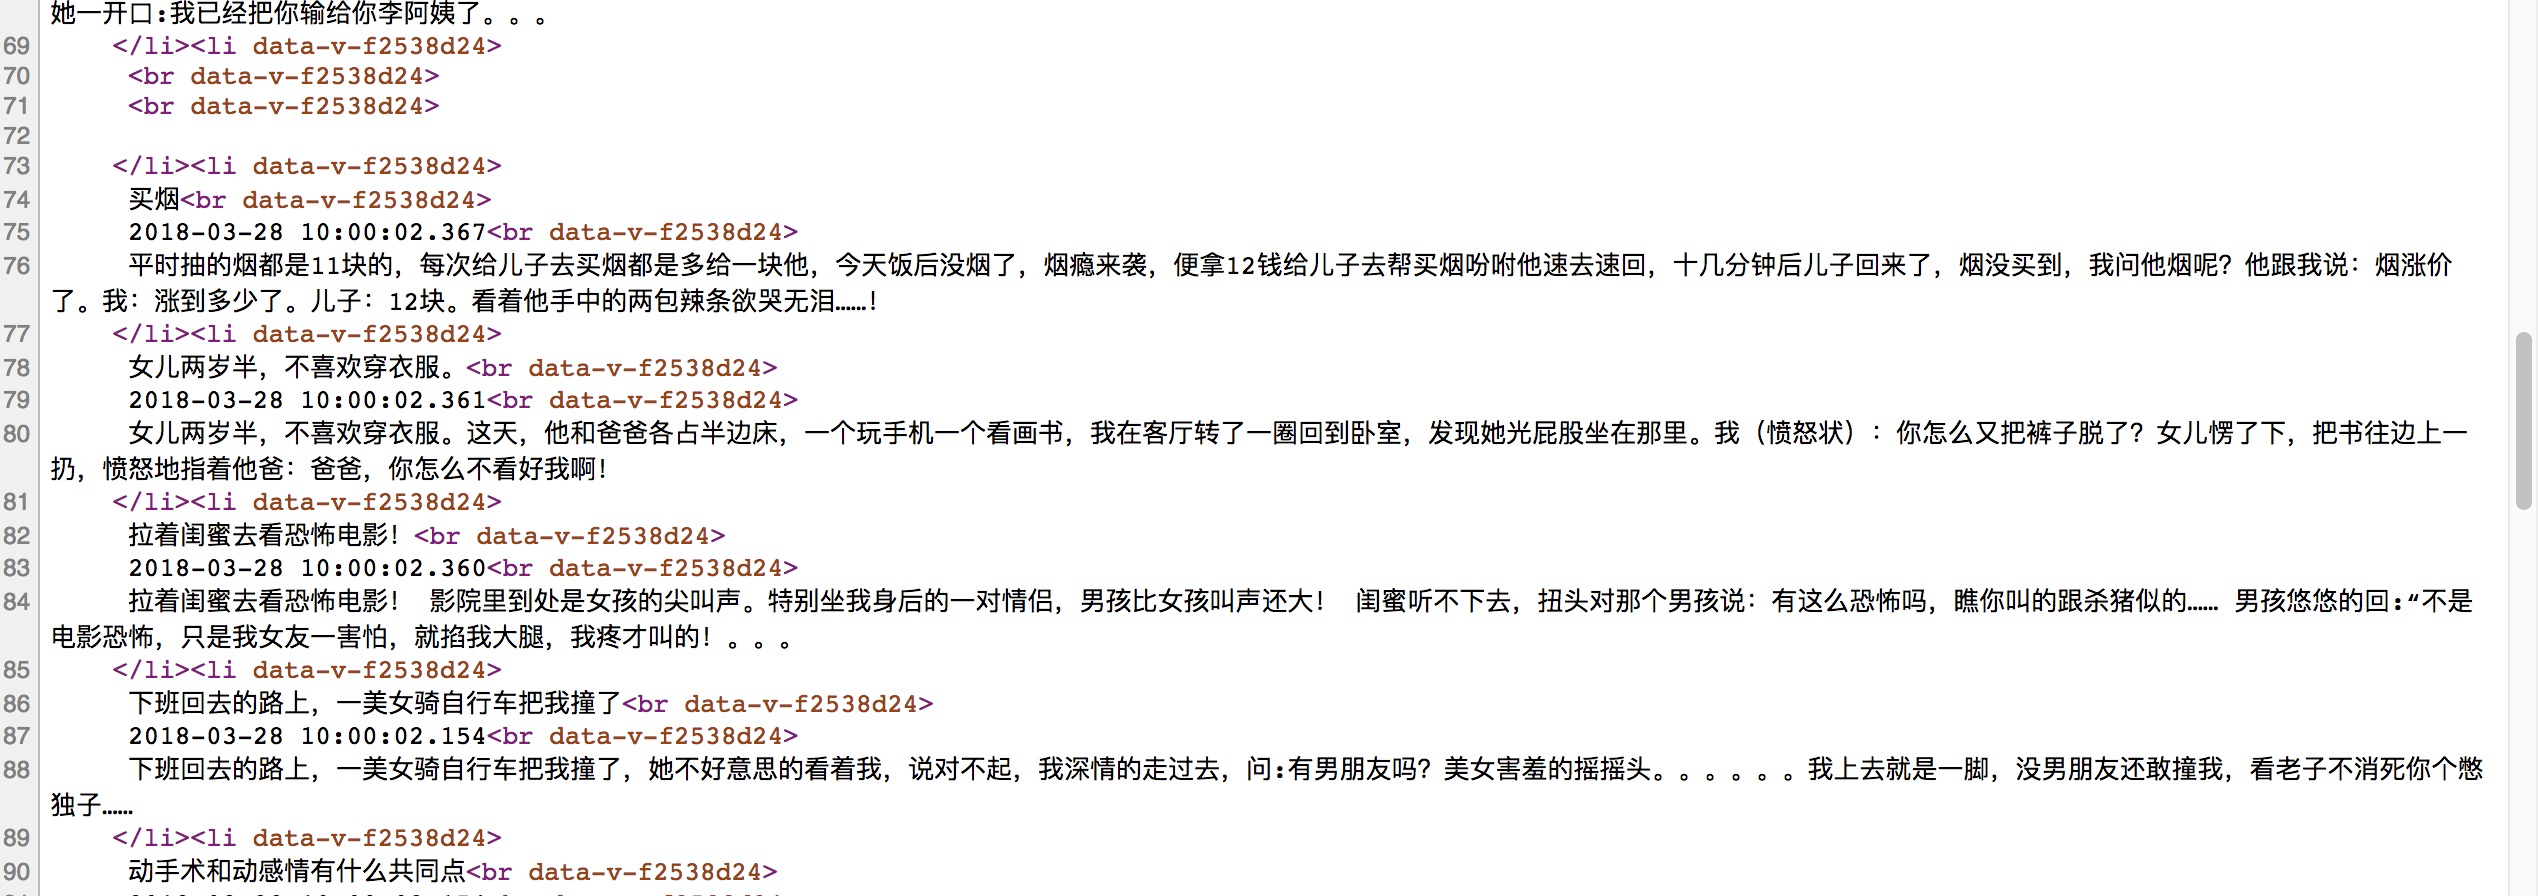 她一开口:我已经把你输给你李阿姨了。。。
69 </li><li data-v-f2538d24>
70 <br data-v-f2538d24>
71 <br data-v-f2538d24>
72
73 </li><li data-v-f2538d24>
74 买烟<br data-v-f2538d24>
75 2018-03-28 10:00:02.367<br data-v-f2538d24>
76 平时抽的烟都是11块的，每次给儿子去买烟都是多给一块他，今天饭后没烟了，烟瘾来袭，便拿12钱给儿子去帮买烟吩咐他速去速回，十几分钟后儿子回来了，烟没买到，我问他烟呢？他跟我说：烟涨价
了。我：涨到多少了。儿子：12块。看着他手中的两包辣条欲哭无泪……！
77 </li><li data-v-f2538d24>
78 女儿两岁半，不喜欢穿衣服。<br data-v-f2538d24>
79 2018-03-28 10:00:02.361<br data-v-f2538d24>
80 女儿两岁半，不喜欢穿衣服。这天，他和爸爸各占半边床，一个玩手机一个看画书，我在客厅转了一圈回到卧室，发现她光屁股坐在那里。我（愤怒状）：你怎么又把裤子脱了？女儿愣了下，把书往边上一
扔，愤怒地指着他爸：爸爸，你怎么不看好我啊！
81 </li><li data-v-f2538d24>
82 拉着闺蜜去看恐怖电影！<br data-v-f2538d24>
83 2018-03-28 10:00:02.360<br data-v-f2538d24>
84 拉着闺蜜去看恐怖电影！ 影院里到处是女孩的尖叫声。特别坐我身后的一对情侣，男孩比女孩叫声还大！ 闺蜜听不下去，扭头对那个男孩说：有这么恐怖吗，瞧你叫的跟杀猪似的…… 男孩悠悠的回:“不是
电影恐怖，只是我女友一害怕，就掐我大腿，我疼才叫的！。。。
85 </li><li data-v-f2538d24>
86 下班回去的路上，一美女骑自行车把我撞了<br data-v-f2538d24>
87 2018-03-28 10:00:02.154<br data-v-f2538d24>
88 下班回去的路上，一美女骑自行车把我撞了，她不好意思的看着我，说对不起，我深情的走过去，问:有男朋友吗？美女害羞的摇摇头。。。。。。我上去就是一脚，没男朋友还敢撞我，看老子不消死你个憋
独子……
89 </li><li data-v-f2538d24>
90 动手术和动感情有什么共同点<br data-v-f2538d24>